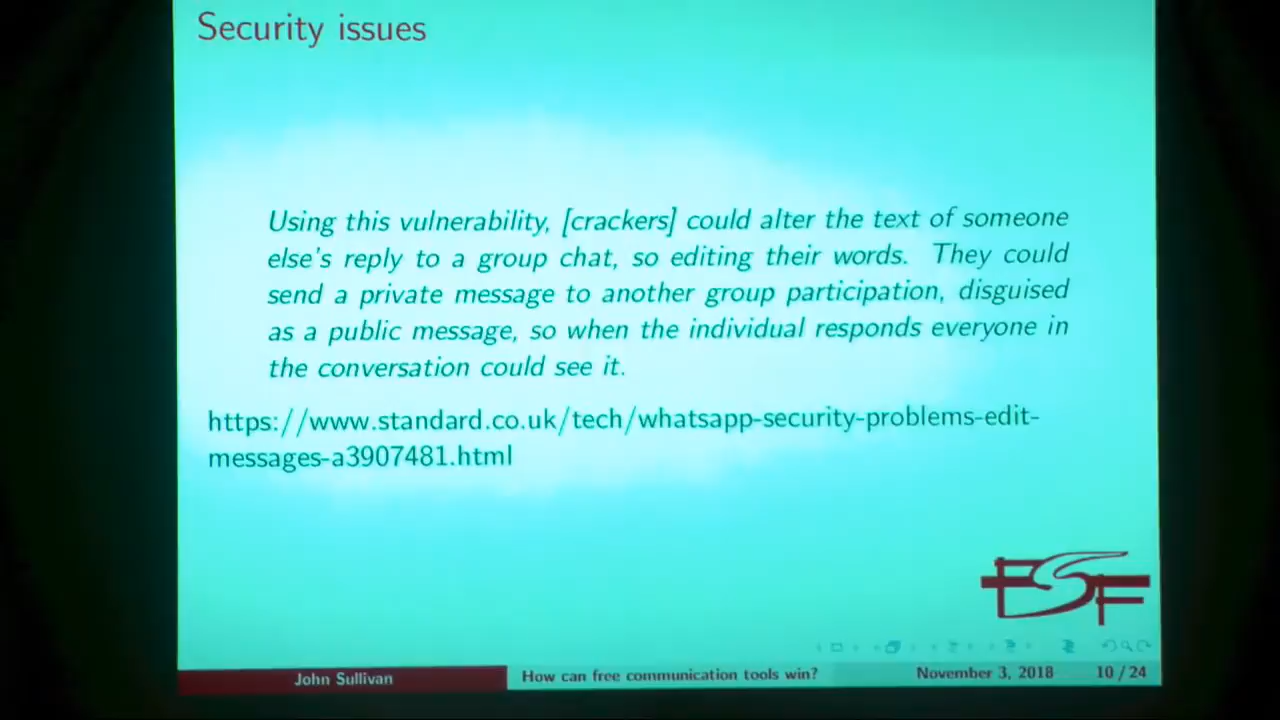 Security issues
Using this vulnerability, [crackers] could alter the text of someone
else's reply to a group chat, so editing their words. They could
send a private message to another group participation, disguised
as a public message, so when the individual responds everyone in
the conversation could see it.
https://www.standard.co.uk/tech/whatsapp-security-problems-edit-
messages-a3907481.html
FSF
John Sullivan How can free communication tools win? November 3, 2018 10 / 24